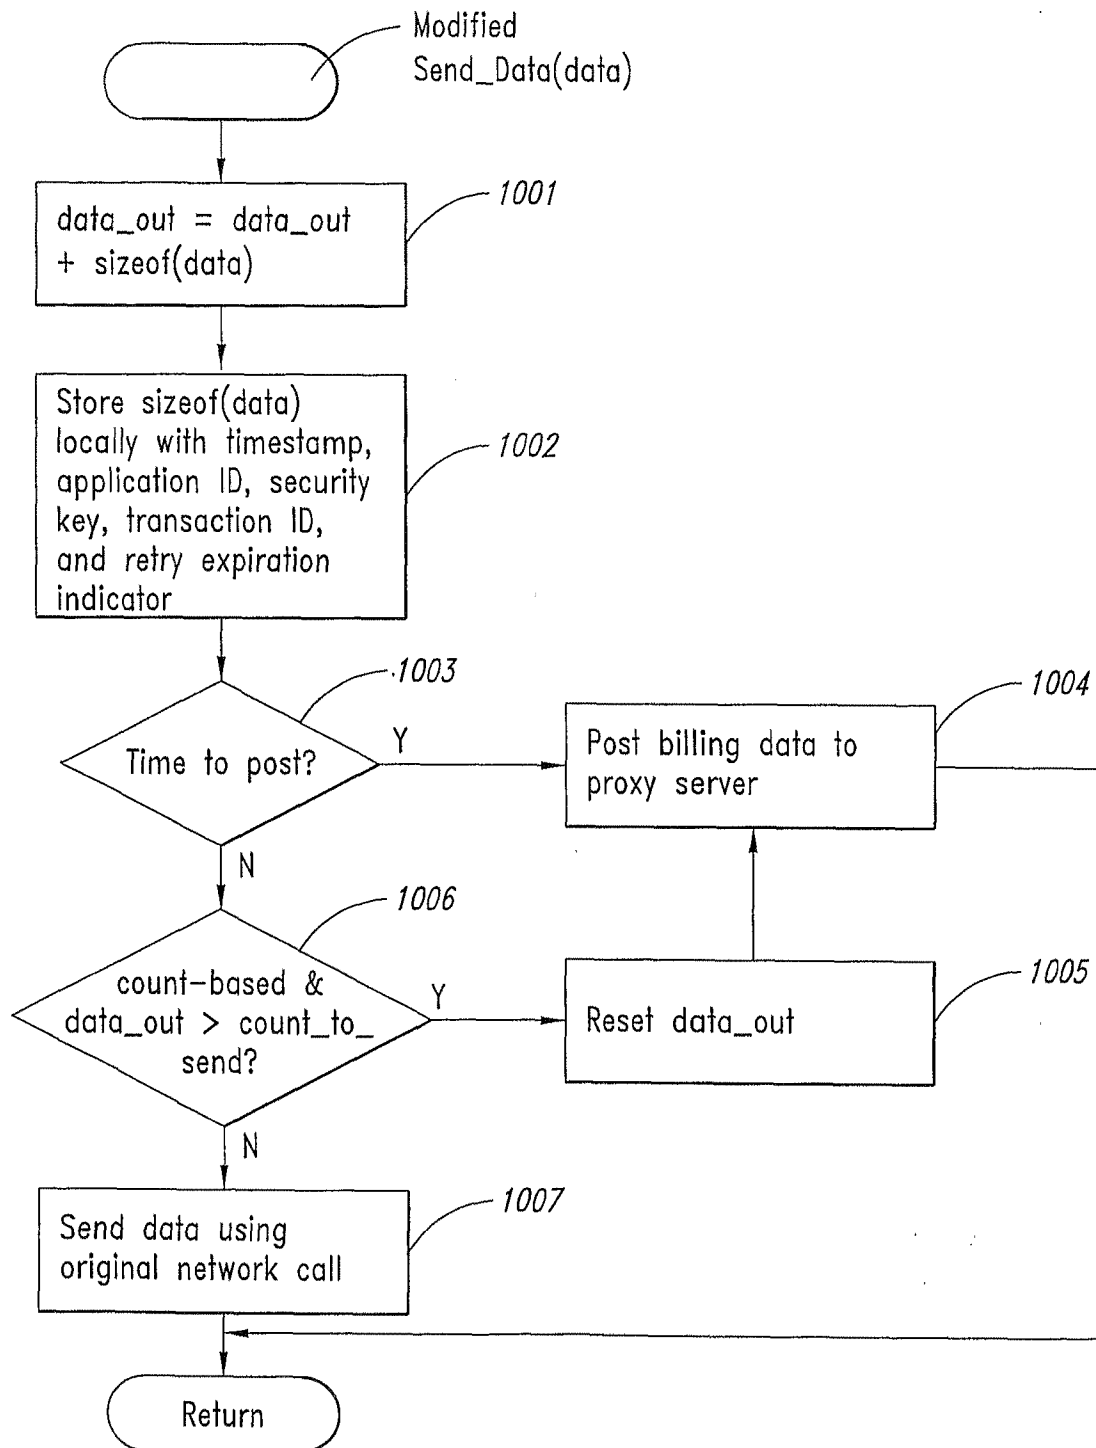 Modified
Send_Data(data)
1001
data_out = data_out
+ sizeof(data)
1002
Store sizeof(data)
locally with timestamp,
application ID, security
key, transaction ID,
and retry expiration
indicator
1003
Time to post?
Y
N
1004
Post billing data to
proxy server
1006
count-based &
data_out > count_to_
send?
Y
N
1005
Reset data_out
1007
Send data using
original network call
Return